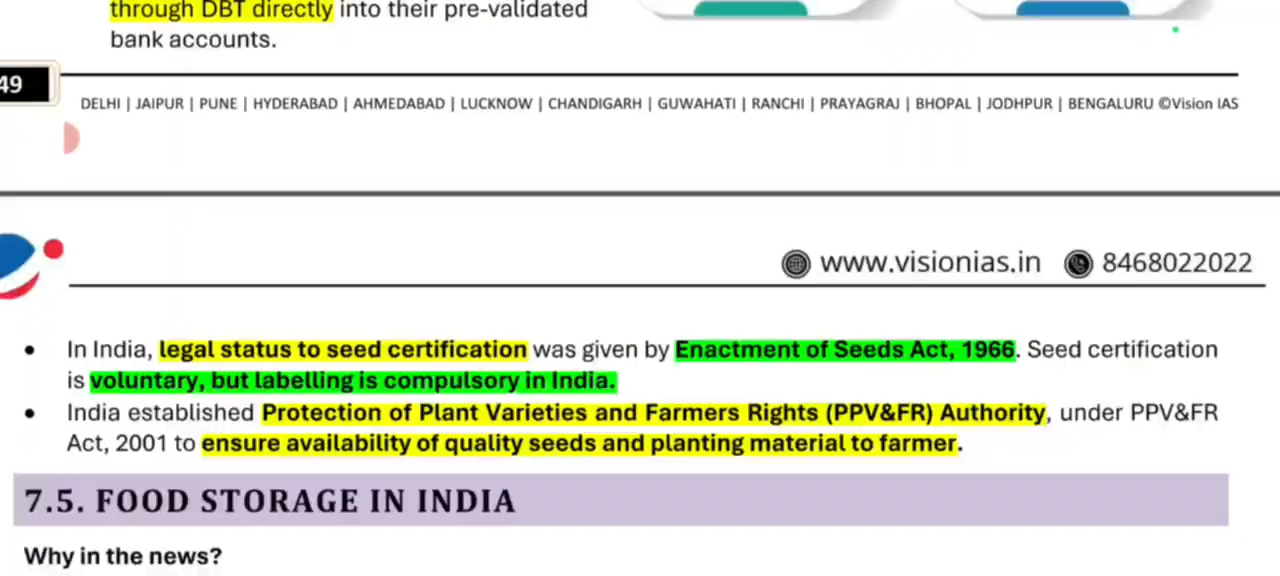 through DBT directly into their pre-validated
bank accounts.
49
DELHI | JAIPUR | PUNE | HYDERABAD | AHMEDABAD | LUCKNOW | CHANDIGARH | GUWAHATI | RANCHI | PRAYAGRAJ | BHOPAL | JODHPUR | BENGALURU ©Vision IAS
www.visionias.in 8468022022
• In India, legal status to seed certification was given by Enactment of Seeds Act, 1966. Seed certification
is voluntary, but labelling is compulsory in India.
• India established Protection of Plant Varieties and Farmers Rights (PPV&FR) Authority, under PPV&FR
Act, 2001 to ensure availability of quality seeds and planting material to farmer.
7.5. FOOD STORAGE IN INDIA
Why in the news?